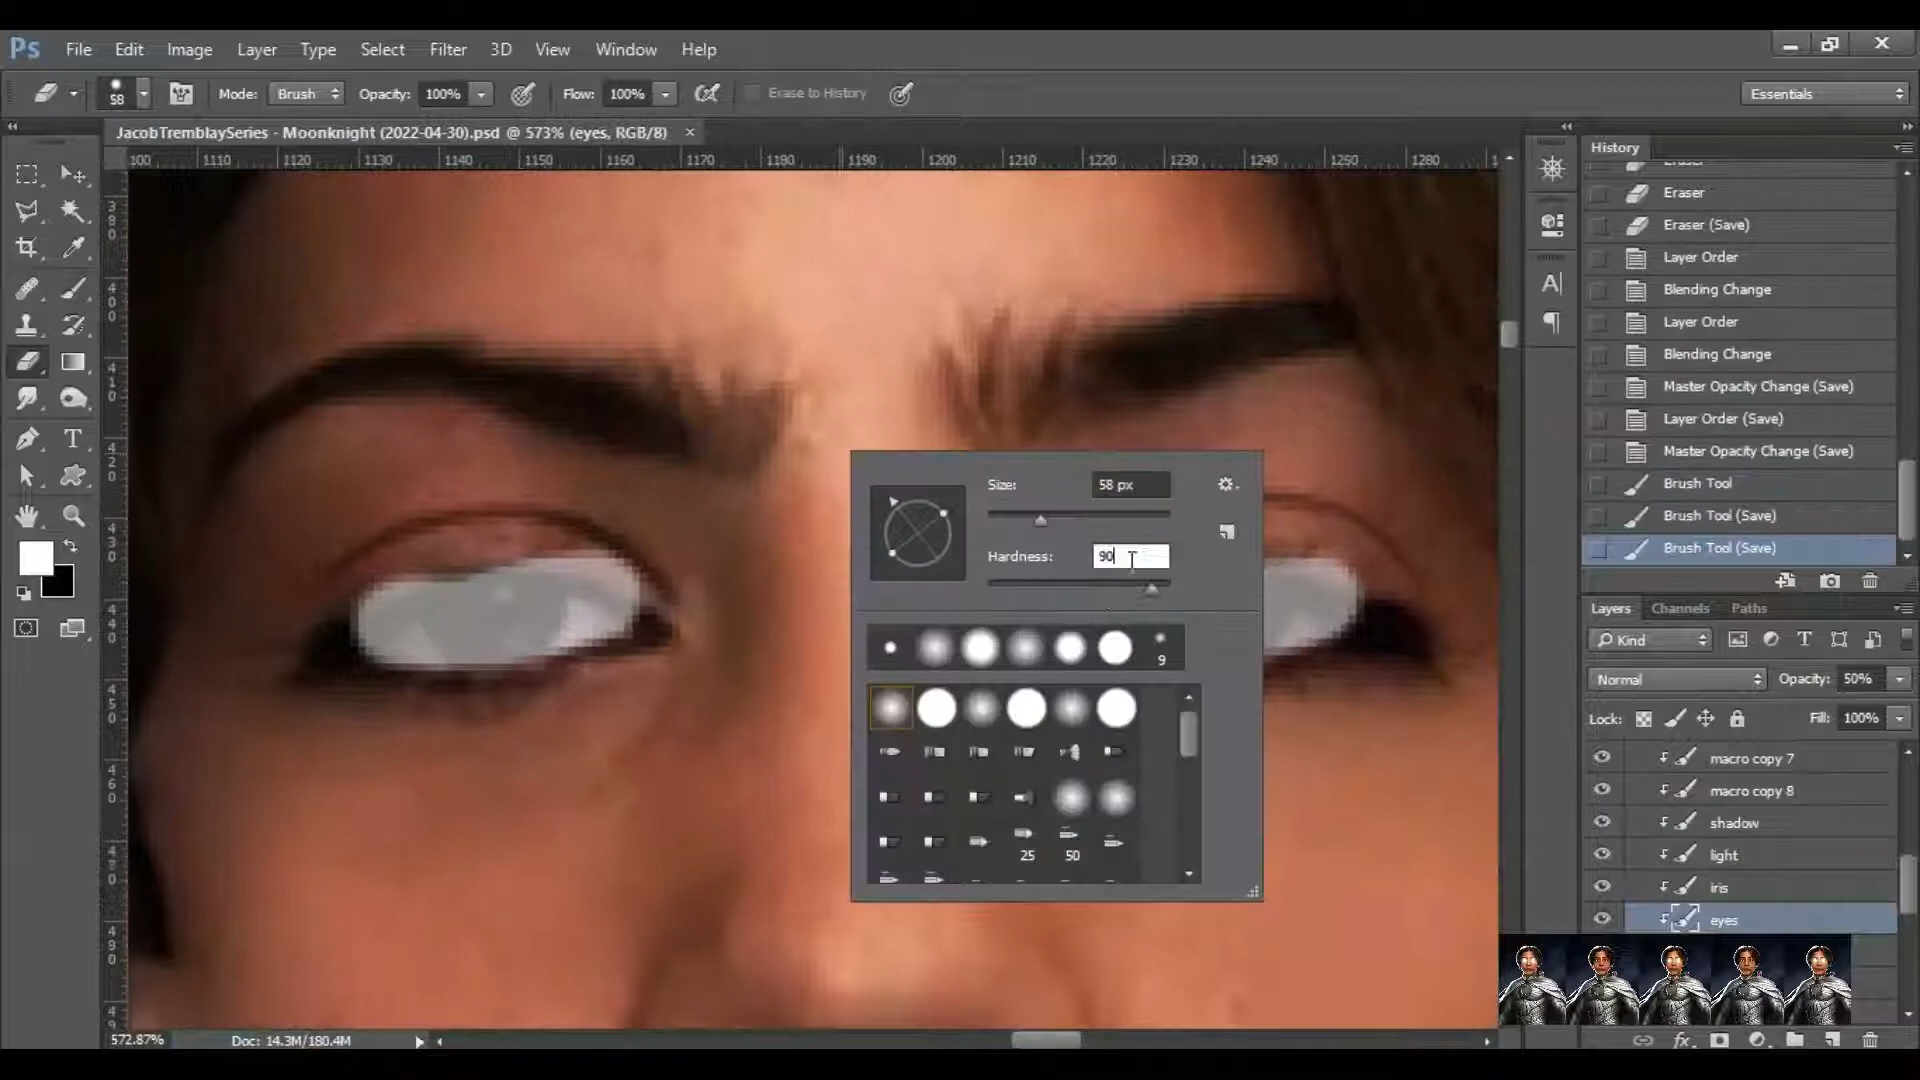 Ps File Edit Image Layer Type Select Filter 3D View Window Help
58 Mode: Brush Opacity: 100% Flow: 100% Erase to History Essentials
JacobTremblaySeries - Moonknight (2022-04-30).psd @ 573% (eyes, RGB/8) ×
100 1110 1120 1130 1140 1150 1160 1170 1180 1190 1200 1210 1220 1230 1240 1250 1260 1270 1280
History
Eraser
Eraser
Eraser (Save)
Layer Order
Blending Change
Layer Order
Blending Change
Master Opacity Change (Save)
Layer Order (Save)
Master Opacity Change (Save)
Brush Tool
Brush Tool (Save)
Brush Tool (Save)
Size: 58 px
Hardness: 90
9
25 50
Layers Channels Paths
Kind
Normal Opacity: 50%
Lock: Fill: 100%
macro copy 7
macro copy 8
shadow
light
iris
eyes
572.87% Doc: 14.3M/180.4M